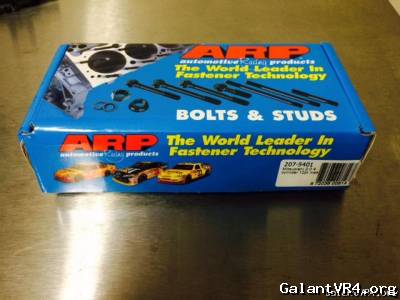 ARP
automotive Racing products
The World Leader In
Fastener Technology
BOLTS & STUDS
ARP
automotive Racing products
The World Leader In
Fastener Technology
207-5401
GalantVR4.org